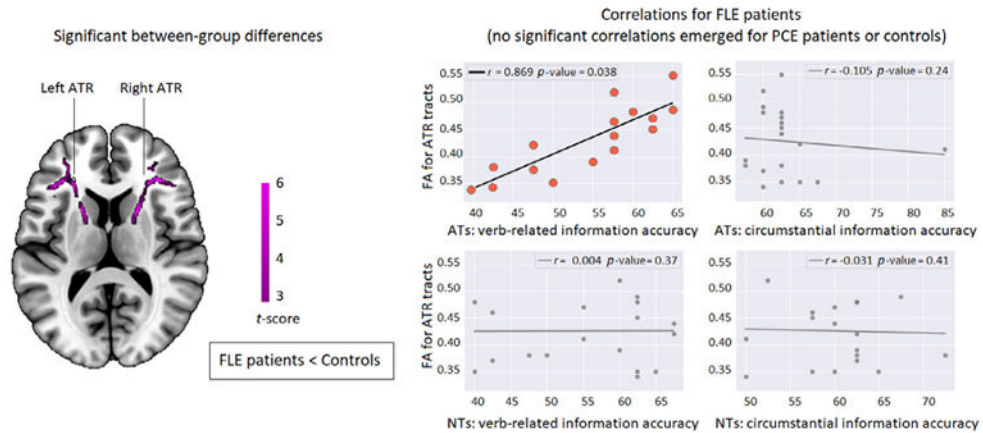 Significant between-group differences
Left ATR
Right ATR
6
5
4
3
t-score
FLE patients < Controls
Correlations for FLE patients
(no significant correlations emerged for PCE patients or controls)
r = 0.869 p-value = 0.038
0.55
0.50
0.45
0.40
0.35
FA for ATR tracts
40 45 50 55 60 65
ATs: verb-related information accuracy
r = -0.105 p-value = 0.24
0.55
0.50
0.45
0.40
0.35
60 65 70 75 80 85
ATs: circumstantial information accuracy
r = 0.004 p-value = 0.37
0.50
0.45
0.40
0.35
FA for ATR tracts
40 45 50 55 60 65
NTs: verb-related information accuracy
r = -0.031 p-value = 0.41
0.50
0.45
0.40
0.35
50 55 60 65 70
NTs: circumstantial information accuracy